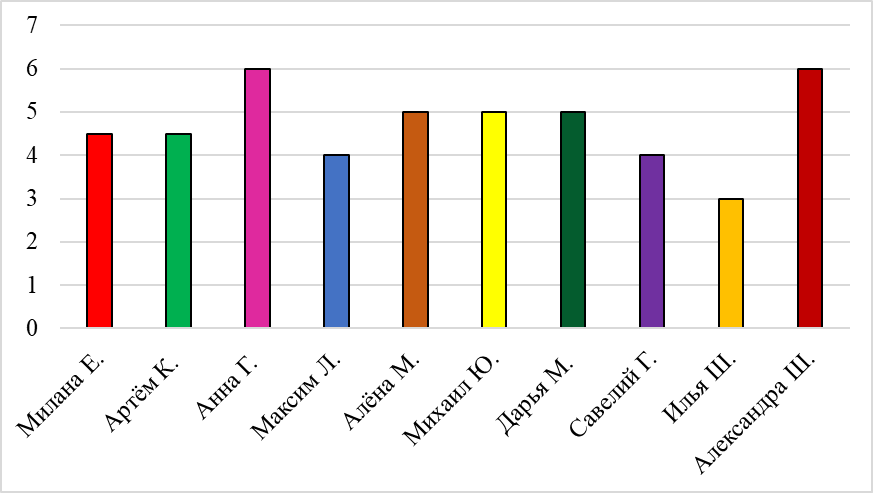 7
6
5
4
3
2
1
0
Милана Е.
Артём К.
Анна Г.
Максим Л.
Алёна М.
Михаил Ю.
Дарья М.
Савелий Г.
Илья Ш.
Александра Ш.